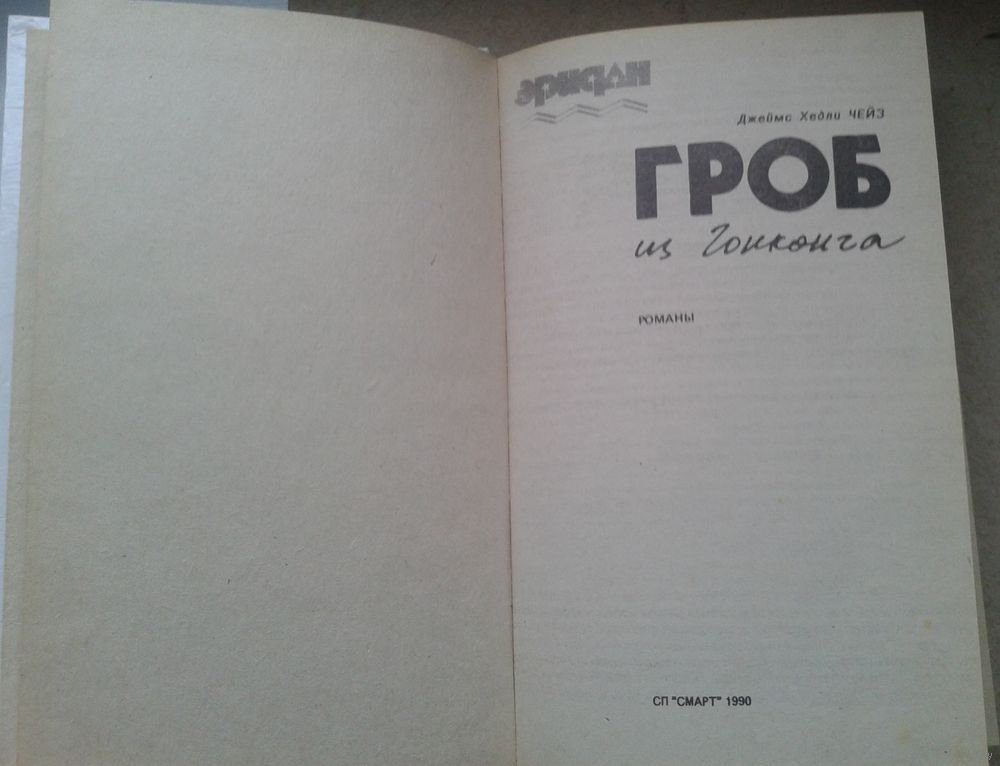 эридан
Джеймс Хедли ЧЕЙЗ
ГРОБ
из Гонконга
РОМАНЫ
СП "СМАРТ" 1990